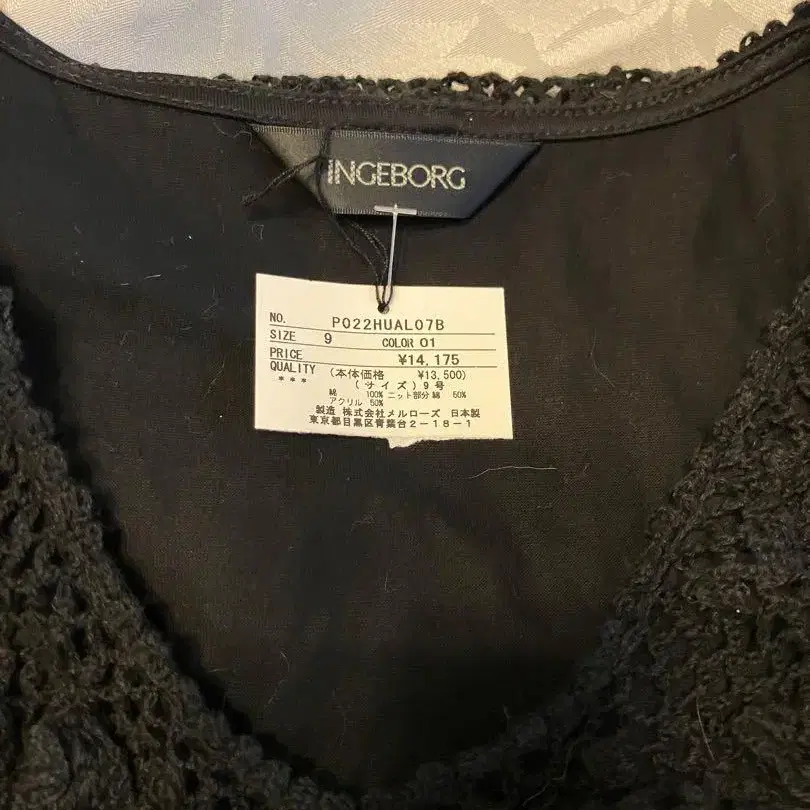 INGEBORG
NO. P022HUAL07B
SIZE 9 COLOR 01
PRICE ¥14,175
QUALITY (本体価格 ¥13,500)
*** (サイズ)9号
綿 100% ニット部分 綿 50%
アクリル 50%
製造 株式会社メルローズ 日本製
東京都目黒区青葉台2-18-1